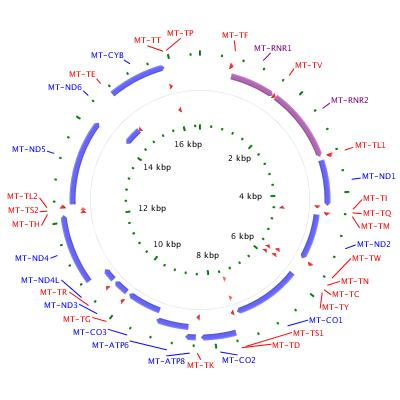 MT-TF
MT-RNR1
MT-TV
MT-RNR2
MT-TL1
MT-ND1
MT-TI
MT-TQ
MT-TM
MT-ND2
MT-TW
MT-TN
MT-TC
MT-TY
MT-CO1
MT-TS1
MT-TD
MT-CO2
MT-TK
MT-ATP8
MT-ATP6
MT-CO3
MT-TG
MT-ND3
MT-TR
MT-ND4L
MT-ND4
MT-TH
MT-TS2
MT-TL2
MT-ND5
MT-ND6
MT-TE
MT-CYB
MT-TT
MT-TP
2 kbp
4 kbp
6 kbp
8 kbp
10 kbp
12 kbp
14 kbp
16 kbp